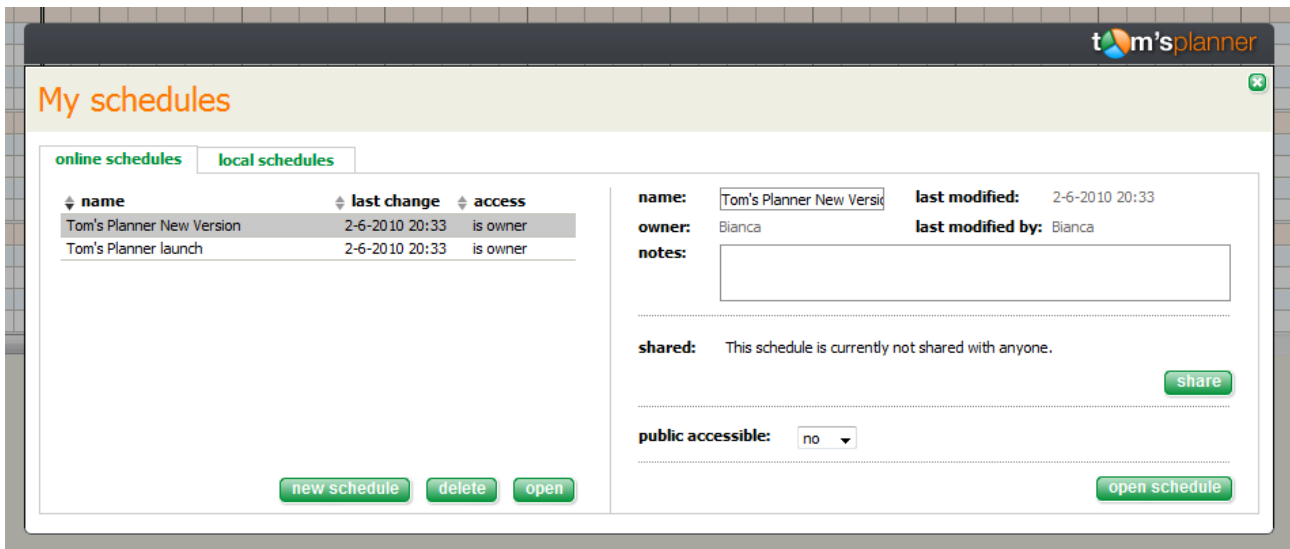 tom'splanner
My schedules
online schedules local schedules
name last change access
Tom's Planner New Version 2-6-2010 20:33 is owner
Tom's Planner launch 2-6-2010 20:33 is owner
new schedule delete open
name: Tom's Planner New Versio last modified: 2-6-2010 20:33
owner: Bianca last modified by: Bianca
notes:
shared: This schedule is currently not shared with anyone.
share
public accessible: no
open schedule